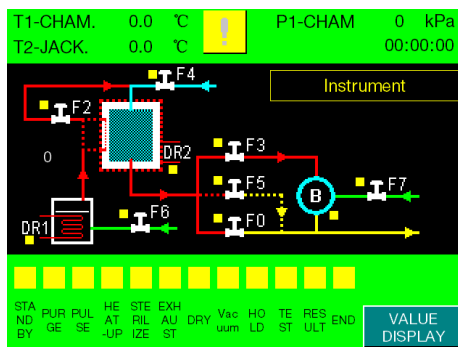 T1-CHAM. 0.0 ℃ ! P1-CHAM 0 kPa
T2-JACK. 0.0 ℃ 00:00:00
F4
Instrument
F2
F3
0
DR2
F5
B
F7
F6
F0
DR1
STA ND BY
PUR GE
PUL SE
HE AT -UP
STE RIL IZE
EXH AU ST
DRY
Vac uum
HO LD
TE ST
RES ULT
END
VALUE
DISPLAY